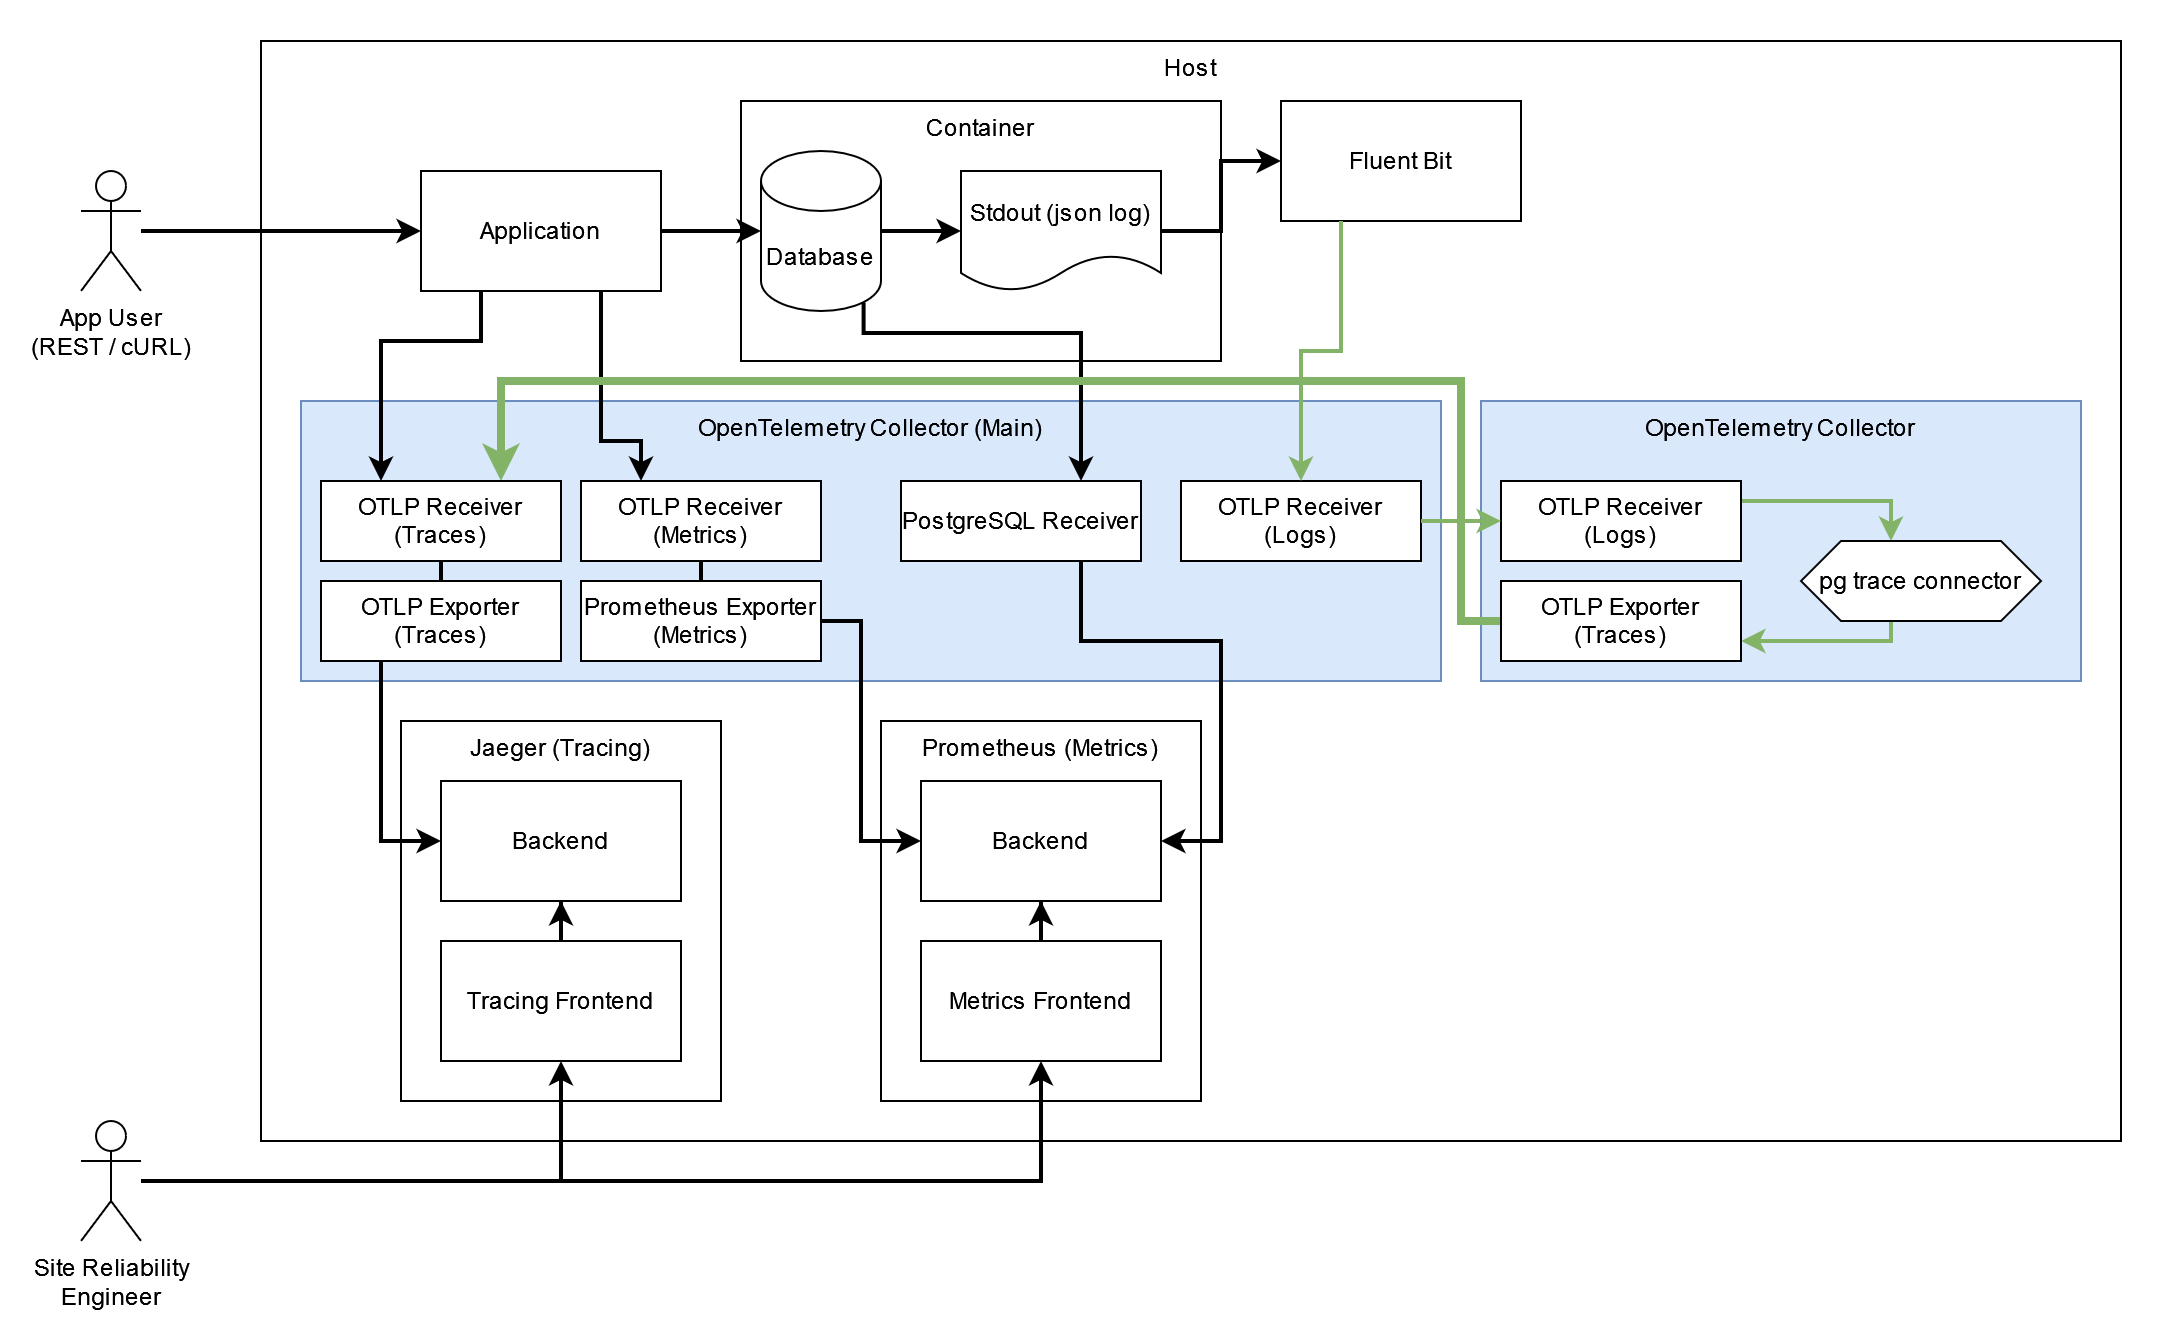 Host
Container
Fluent Bit
Application
Database
Stdout (json log)
App User
(REST / cURL)
OpenTelemetry Collector (Main)
OpenTelemetry Collector
OTLP Receiver
(Traces)
OTLP Receiver
(Metrics)
PostgreSQL Receiver
OTLP Receiver
(Logs)
OTLP Receiver
(Logs)
pg trace connector
OTLP Exporter
(Traces)
Prometheus Exporter
(Metrics)
OTLP Exporter
(Traces)
Jaeger (Tracing)
Prometheus (Metrics)
Backend
Backend
Tracing Frontend
Metrics Frontend
Site Reliability
Engineer